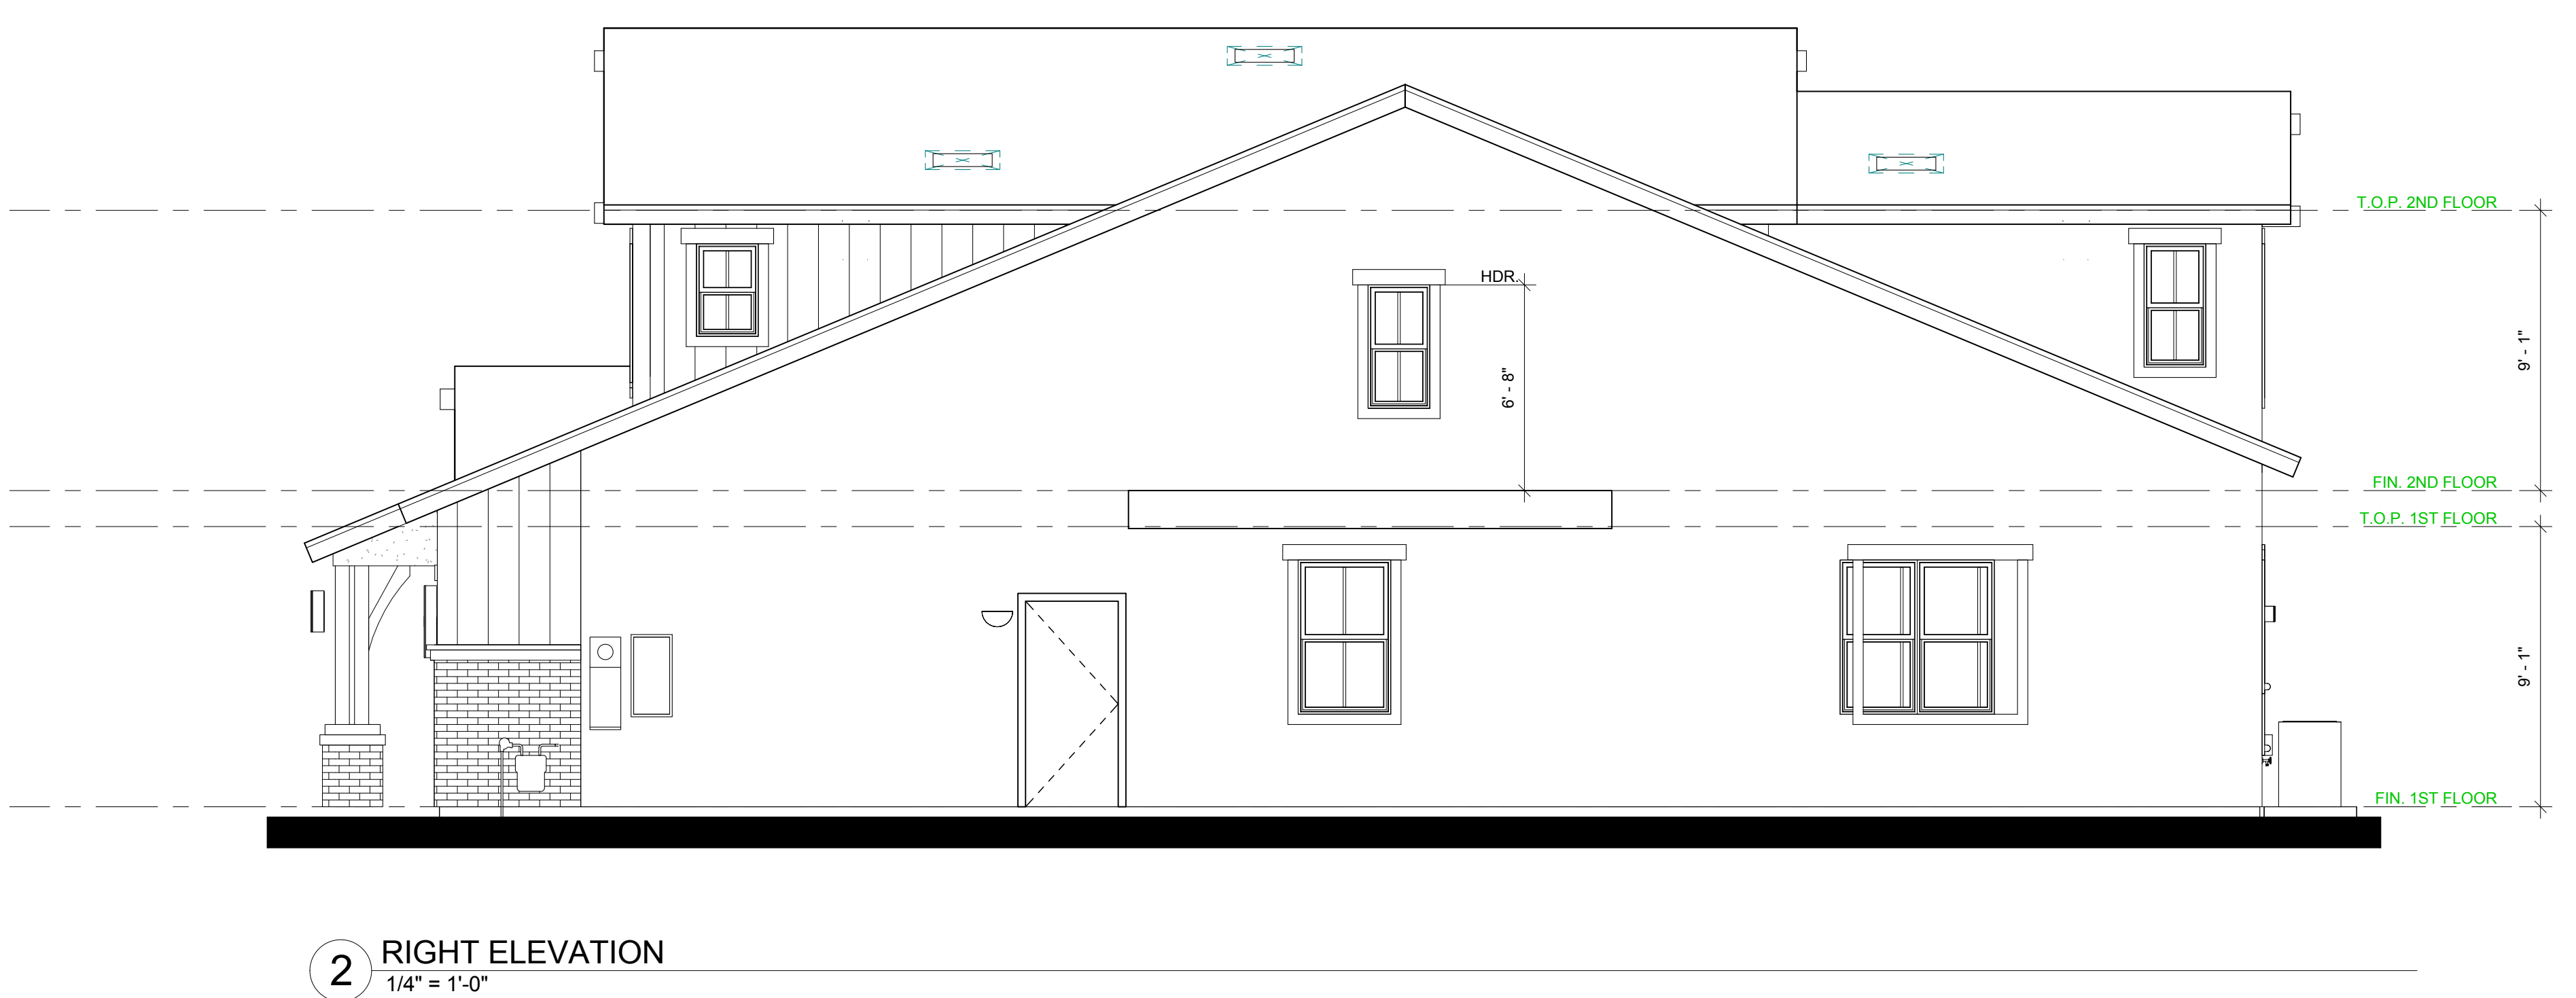 T.O.P. 2ND FLOOR
HDR.
9' - 1"
6' - 8"
FIN. 2ND FLOOR
T.O.P. 1ST FLOOR
9' - 1"
FIN. 1ST FLOOR
2
RIGHT ELEVATION
1/4" = 1'-0"